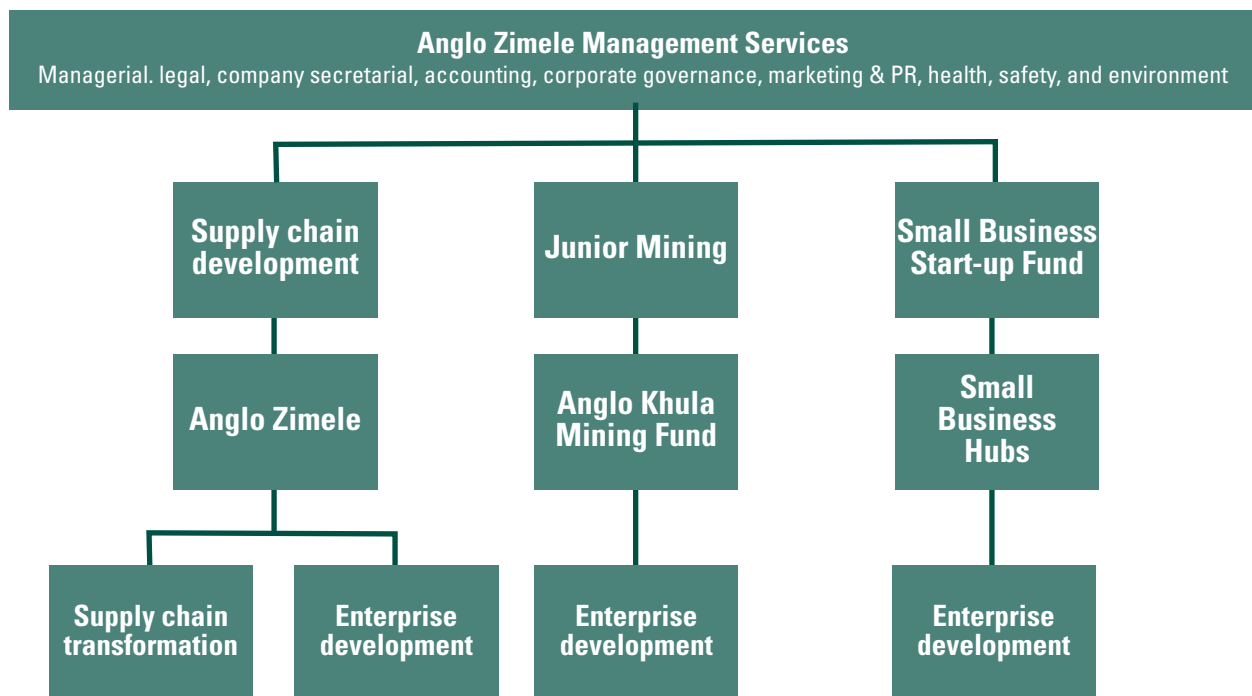 Anglo Zimele Management Services
Managerial. legal, company secretarial, accounting, corporate governance, marketing & PR, health, safety, and environment
Supply chain
development
Junior Mining
Small Business
Start-up Fund
Anglo Zimele
Anglo Khula
Mining Fund
Small
Business
Hubs
Supply chain
transformation
Enterprise
development
Enterprise
development
Enterprise
development